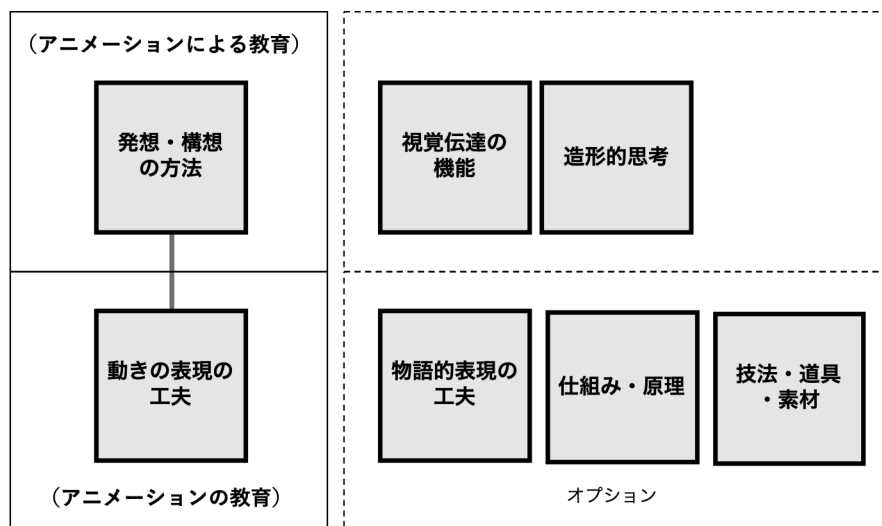 （アニメーションによる教育）
発想・構想
の方法
視覚伝達の
機能
造形的思考
動きの表現の
工夫
物語的表現の
工夫
仕組み・原理
技法・道具
・素材
（アニメーションの教育）
オプション